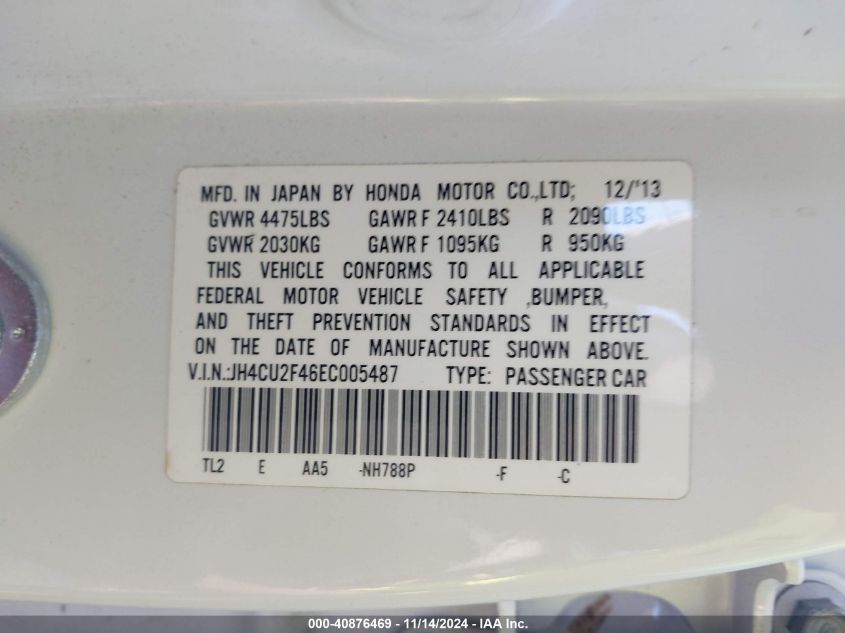 MFD. IN JAPAN BY HONDA MOTOR CO.,LTD; 12/'13
GVWR 4475LBS GAWR F 2410LBS R 2090LBS
GVWR 2030KG GAWR F 1095KG R 950KG
THIS VEHICLE CONFORMS TO ALL APPLICABLE
FEDERAL MOTOR VEHICLE SAFETY ,BUMPER,
AND THEFT PREVENTION STANDARDS IN EFFECT
ON THE DATE OF MANUFACTURE SHOWN ABOVE.
V.I.N.:JH4CU2F46EC005487 TYPE: PASSENGER CAR
TL2 E AA5 -NH788P -F -C
000-40876469 - 11/14/2024 - IAA Inc.